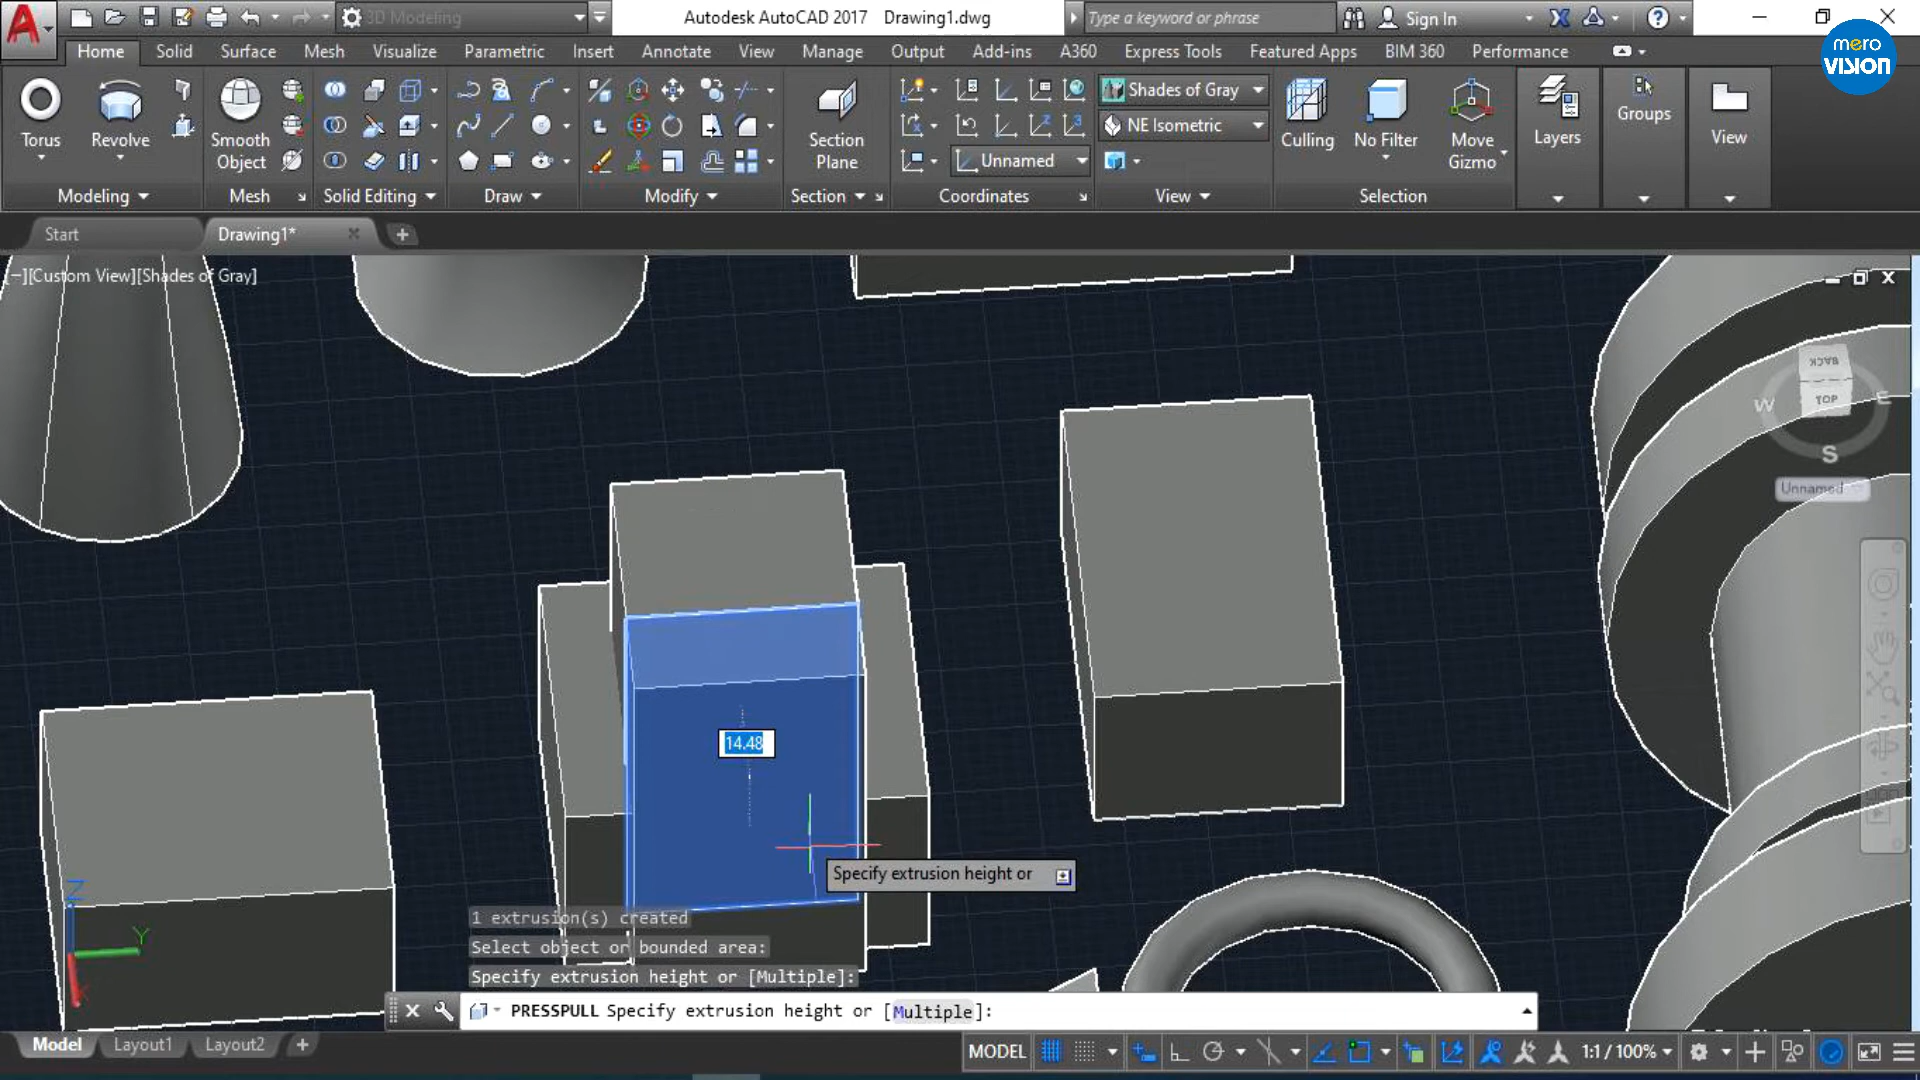 3D Modeling
Autodesk AutoCAD 2017 Drawing1.dwg
Type a keyword or phrase
Sign In
mero
VISION
Home Solid Surface Mesh Visualize Parametric Insert Annotate View Manage Output Add-ins A360 Express Tools Featured Apps BIM 360 Performance
Torus
Revolve
Smooth
Object
Section
Plane
Shades of Gray
NE Isometric
Unnamed
Culling
No Filter
Move
Gizmo
Layers
Groups
View
Modeling
Mesh
Solid Editing
Draw
Modify
Section
Coordinates
View
Selection
Start
Drawing1*
[−][Custom View][Shades of Gray]
BACK
TOP
W
E
S
Unnamed
14.48
Specify extrusion height or
Z
Y
X
1 extrusion(s) created
Select object or bounded area:
Specify extrusion height or [Multiple]:
PRESSPULL Specify extrusion height or [Multiple]:
Model Layout1 Layout2
MODEL
1:1 / 100%